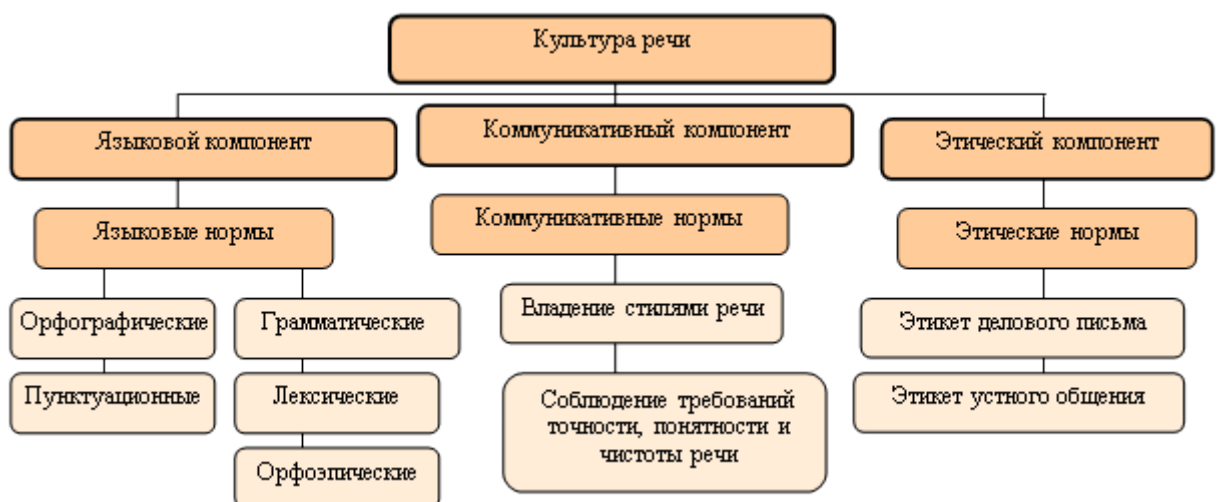 Культура речи
Языковой компонент
Коммуникативный компонент
Этический компонент
Языковые нормы
Коммуникативные нормы
Этические нормы
Орфографические
Грамматические
Владение стилями речи
Этикет делового письма
Пунктуационные
Лексические
Соблюдение требований
точности, понятности и
чистоты речи
Этикет устного общения
Орфоэпические